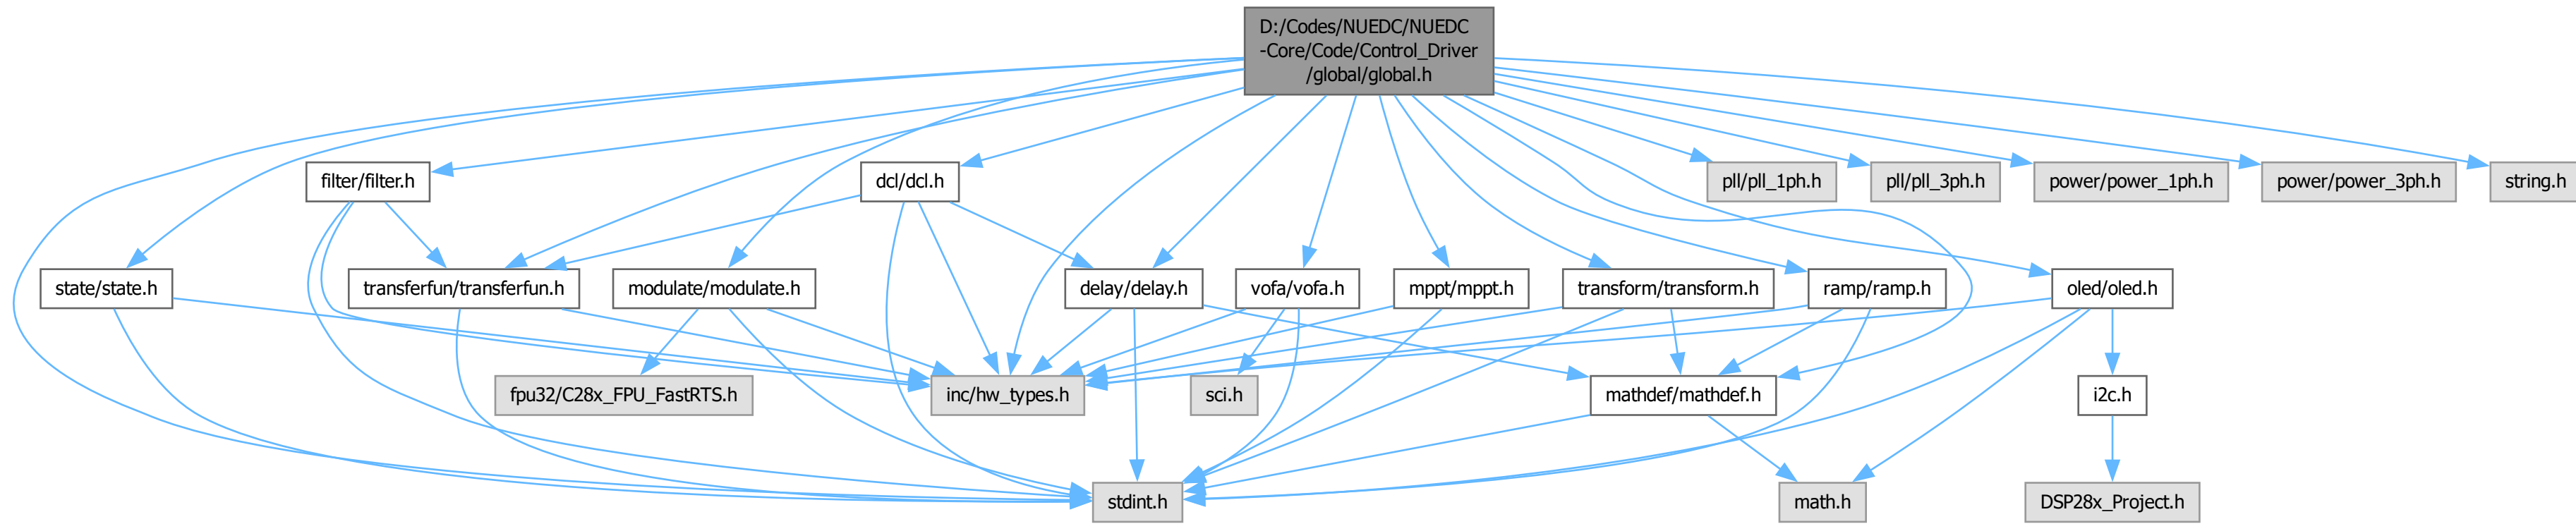 D:/Codes/NUEDC/NUEDC
-Core/Code/Control_Driver
/global/global.h
filter/filter.h
dcl/dcl.h
pll/pll_1ph.h
pll/pll_3ph.h
power/power_1ph.h
power/power_3ph.h
string.h
state/state.h
transferfun/transferfun.h
modulate/modulate.h
delay/delay.h
vofa/vofa.h
mppt/mppt.h
transform/transform.h
ramp/ramp.h
oled/oled.h
fpu32/C28x_FPU_FastRTS.h
inc/hw_types.h
sci.h
mathdef/mathdef.h
i2c.h
stdint.h
math.h
DSP28x_Project.h